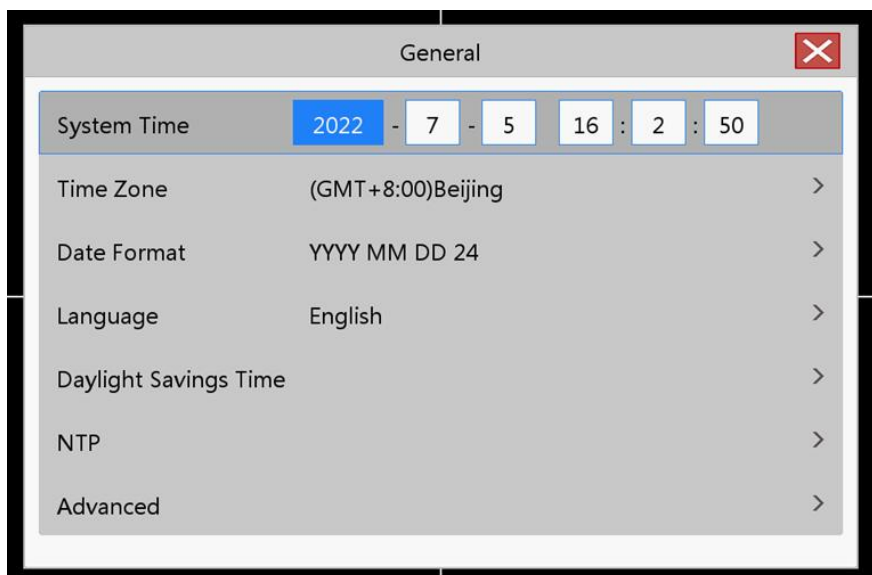 General
System Time 2022 - 7 - 5 16 : 2 : 50
Time Zone (GMT+8:00)Beijing >
Date Format YYYY MM DD 24 >
Language English >
Daylight Savings Time >
NTP >
Advanced >